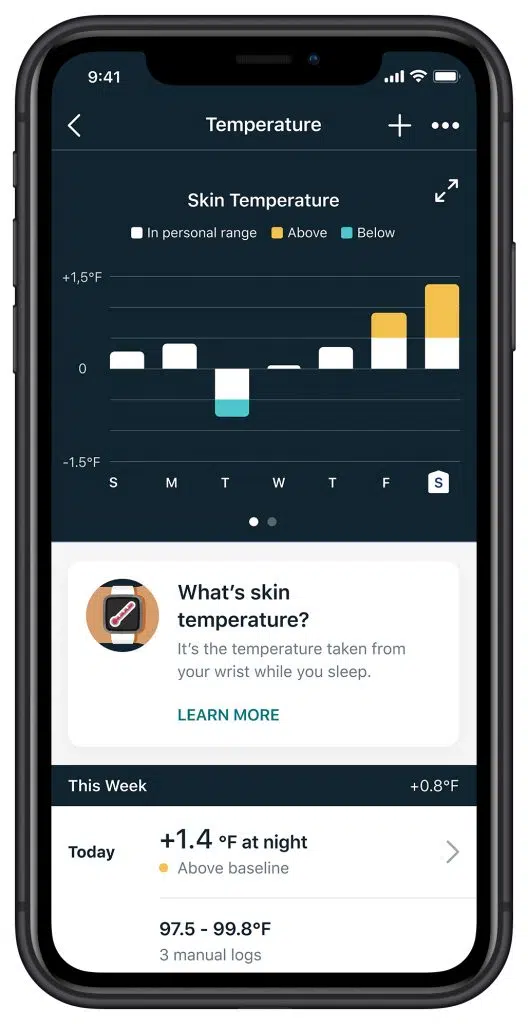 9:41
Temperature
Skin Temperature
In personal range Above Below
+1,5°F
0
-1.5°F
S M T W T F S
What's skin
temperature?
It's the temperature taken from
your wrist while you sleep.
LEARN MORE
This Week +0.8°F
Today
+1.4 °F at night
Above baseline
97.5 - 99.8°F
3 manual logs